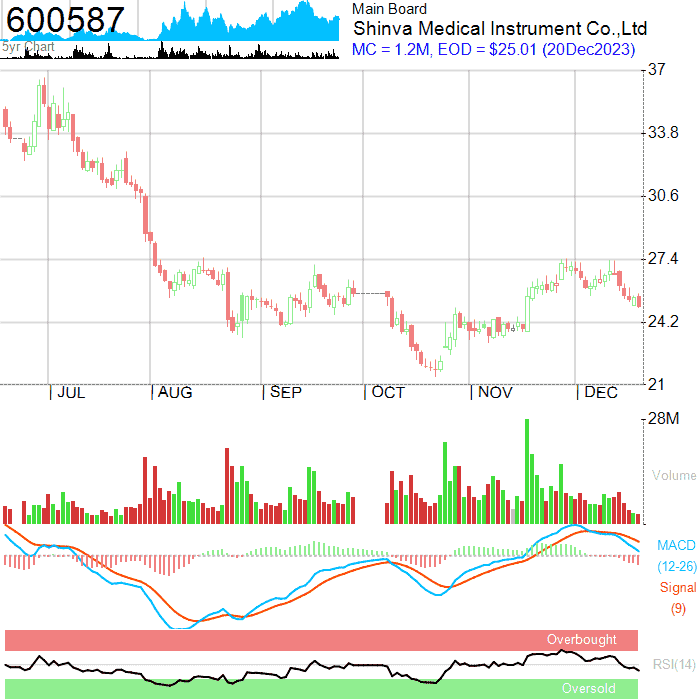 600587
5yr Chart
Main Board
Shinva Medical Instrument Co.,Ltd
MC = 1.2M, EOD = $25.01 (20Dec2023)
37
33.8
30.6
27.4
24.2
21
JUL AUG SEP OCT NOV DEC
28M
Volume
MACD
(12-26)
Signal
(9)
Overbought
RSI(14)
Oversold